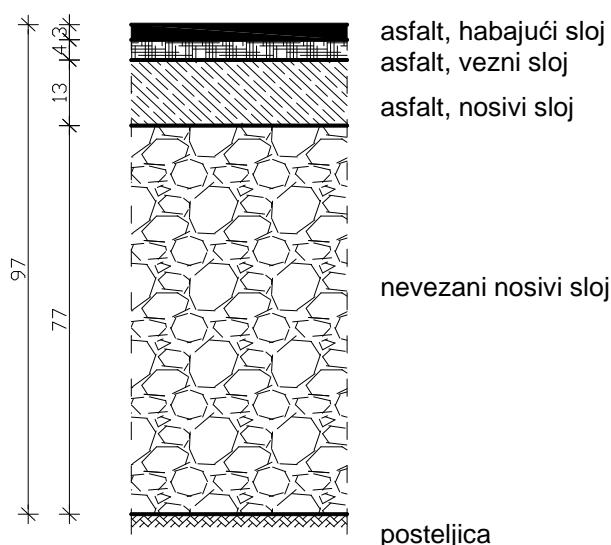 3
asfalt, habajući sloj
4
asfalt, vezni sloj
13
asfalt, nosivi sloj
97
77
nevezani nosivi sloj
posteljica